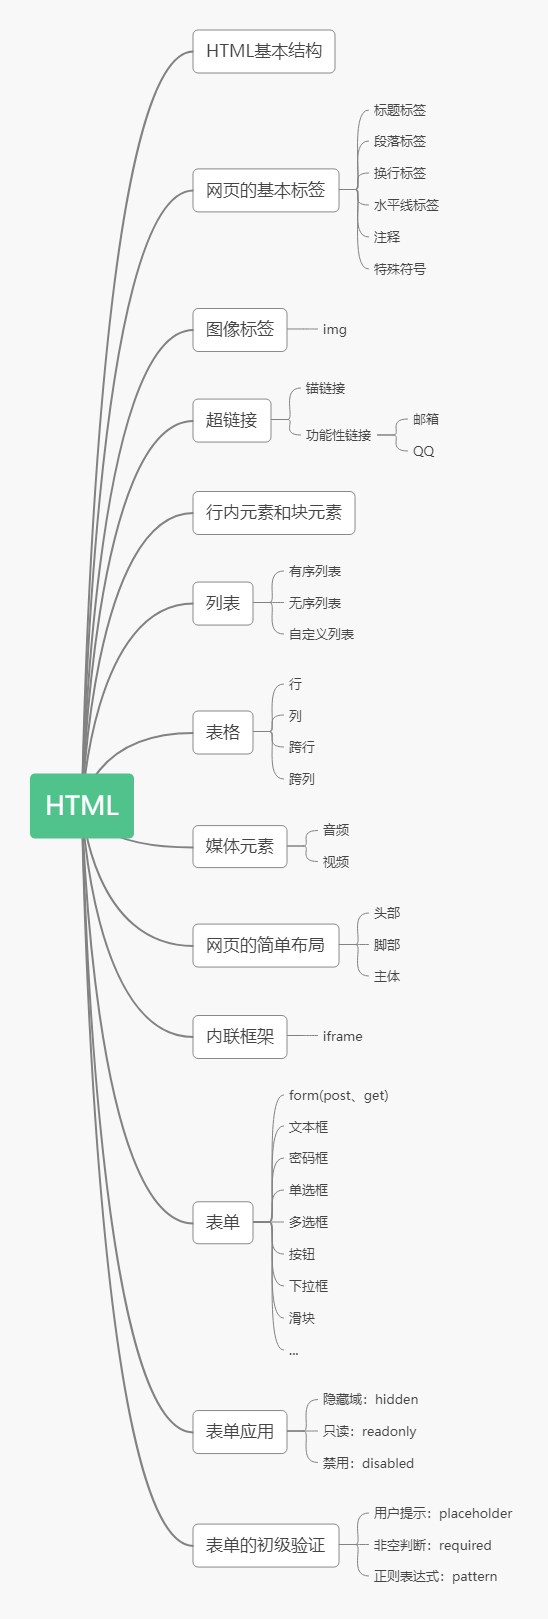 HTML
HTML基本结构
网页的基本标签
标题标签
段落标签
换行标签
水平线标签
注释
特殊符号
图像标签
img
超链接
锚链接
功能性链接
邮箱
QQ
行内元素和块元素
列表
有序列表
无序列表
自定义列表
表格
行
列
跨行
跨列
媒体元素
音频
视频
网页的简单布局
头部
脚部
主体
内联框架
iframe
表单
form(post、get)
文本框
密码框
单选框
多选框
按钮
下拉框
滑块
...
表单应用
隐藏域：hidden
只读：readonly
禁用：disabled
表单的初级验证
用户提示：placeholder
非空判断：required
正则表达式：pattern